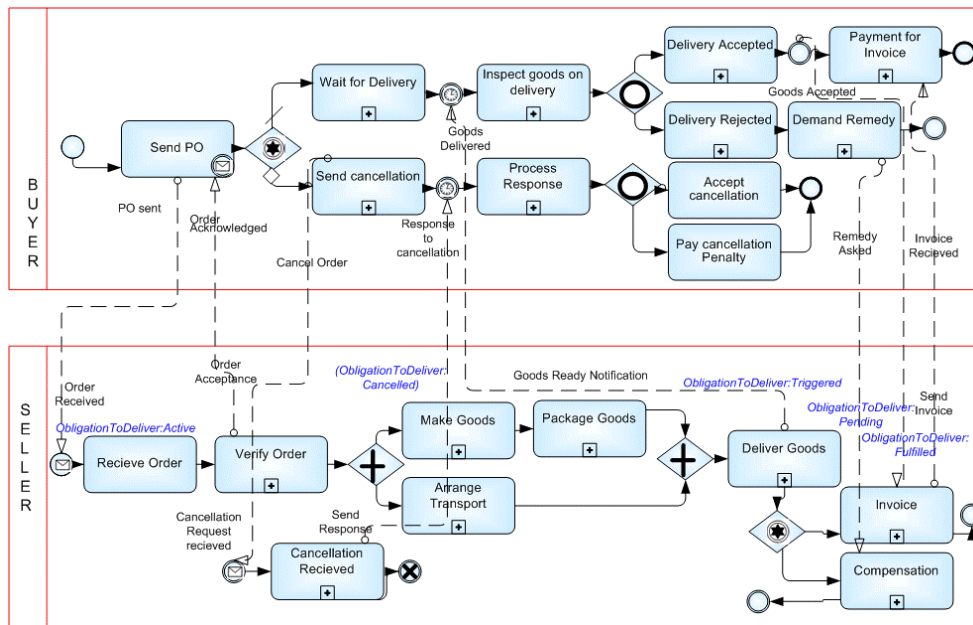 BUYER
Send PO
Wait for Delivery
Inspect goods on
delivery
Delivery Accepted
Payment for
Invoice
Goods Accepted
Goods
Delivered
Delivery Rejected
Demand Remedy
Send cancellation
Process
Response
Accept
cancellation
Pay cancellation
Penalty
PO sent
Order
Acknowledged
Cancel Order
Response
to
cancellation
Remedy
Asked
Invoice
Recieved
SELLER
Order
Received
ObligationToDeliver:Active
Order
Acceptance
(ObligationToDeliver:
Cancelled)
Goods Ready Notification
ObligationToDeliver:Triggered
ObligationToDeliver:
Pending
Send
Invoice
ObligationToDeliver:
Fulfilled
Recieve Order
Verify Order
Make Goods
Package Goods
Arrange
Transport
Deliver Goods
Invoice
Compensation
Cancellation
Request
recieved
Send
Response
Cancellation
Recieved